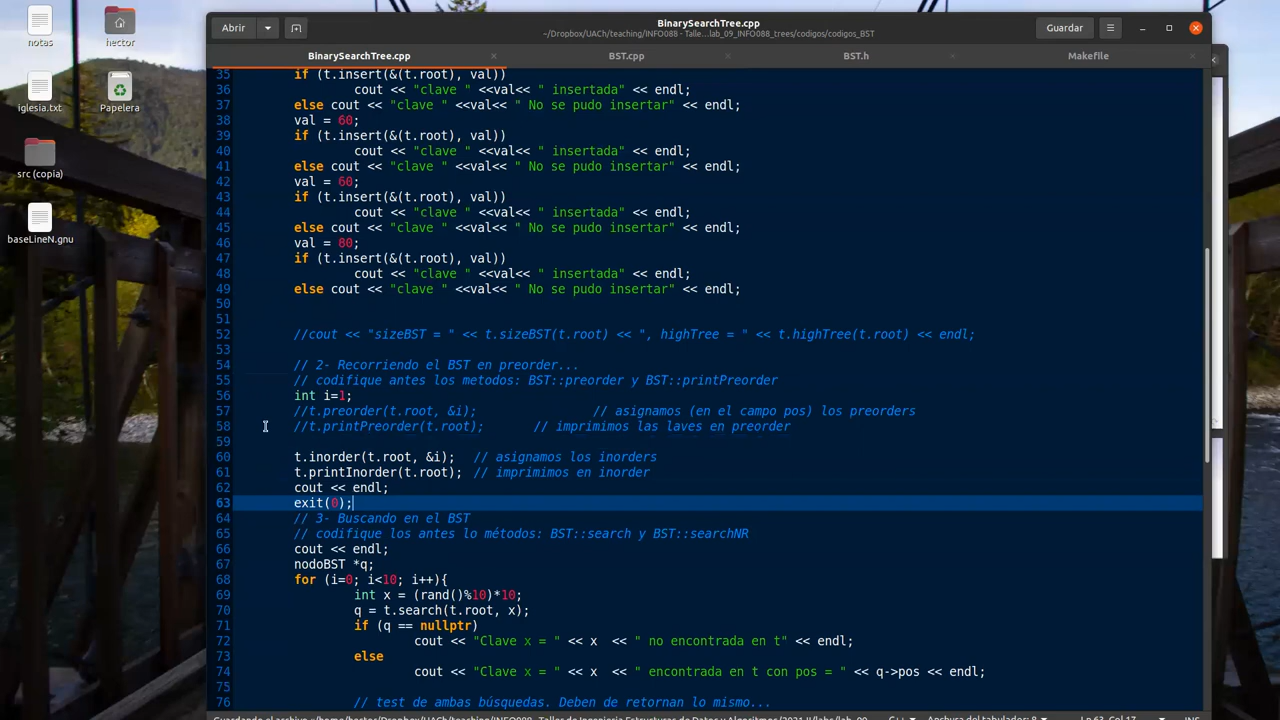 notas
hector
iglesia.txt
Papelera
src (copia)
baseLineN.gnu
Abrir
BinarySearchTree.cpp
~/Dropbox/UACh/teaching/INFO088 - Talle...lab_09_INFO088_trees/codigos/codigos_BST
Guardar
BinarySearchTree.cpp
BST.cpp
BST.h
Makefile
35 if (t.insert(&(t.root), val))
36 cout << "clave " <<val<< " insertada" << endl;
37 else cout << "clave " <<val<< " No se pudo insertar" << endl;
38 val = 60;
39 if (t.insert(&(t.root), val))
40 cout << "clave " <<val<< " insertada" << endl;
41 else cout << "clave " <<val<< " No se pudo insertar" << endl;
42 val = 60;
43 if (t.insert(&(t.root), val))
44 cout << "clave " <<val<< " insertada" << endl;
45 else cout << "clave " <<val<< " No se pudo insertar" << endl;
46 val = 80;
47 if (t.insert(&(t.root), val))
48 cout << "clave " <<val<< " insertada" << endl;
49 else cout << "clave " <<val<< " No se pudo insertar" << endl;
50
51
52 //cout << "sizeBST = " << t.sizeBST(t.root) << ", highTree = " << t.highTree(t.root) << endl;
53
54 // 2- Recorriendo el BST en preorder...
55 // codifique antes los metodos: BST::preorder y BST::printPreorder
56 int i=1;
57 //t.preorder(t.root, &i); // asignamos (en el campo pos) los preorders
58 //t.printPreorder(t.root); // imprimimos las laves en preorder
59
60 t.inorder(t.root, &i); // asignamos los inorders
61 t.printInorder(t.root); // imprimimos en inorder
62 cout << endl;
63 exit(0);
64 // 3- Buscando en el BST
65 // codifique los antes lo métodos: BST::search y BST::searchNR
66 cout << endl;
67 nodoBST *q;
68 for (i=0; i<10; i++){
69 int x = (rand()%10)*10;
70 q = t.search(t.root, x);
71 if (q == nullptr)
72 cout << "Clave x = " << x << " no encontrada en t" << endl;
73 else
74 cout << "Clave x = " << x << " encontrada en t con pos = " << q->pos << endl;
75
76 // test de ambas búsquedas. Deben de retornan lo mismo...